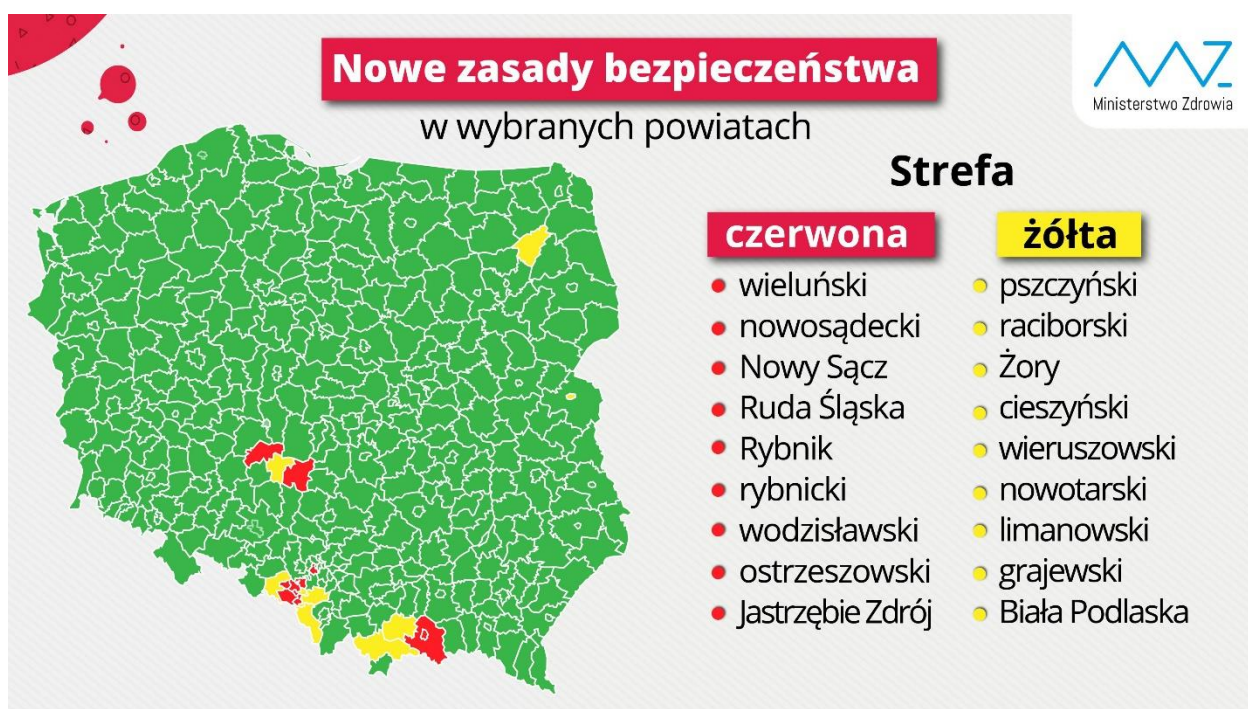 Nowe zasady bezpieczeństwa
w wybranych powiatach
Ministerstwo Zdrowia
Strefa
czerwona
wieluński
nowosądecki
Nowy Sącz
Ruda Śląska
Rybnik
rybnicki
wodzisławski
ostrzeszowski
Jastrzębie Zdrój
żółta
pszczyński
raciborski
Żory
cieszyński
wieruszowski
nowotarski
limanowski
grajewski
Biała Podlaska